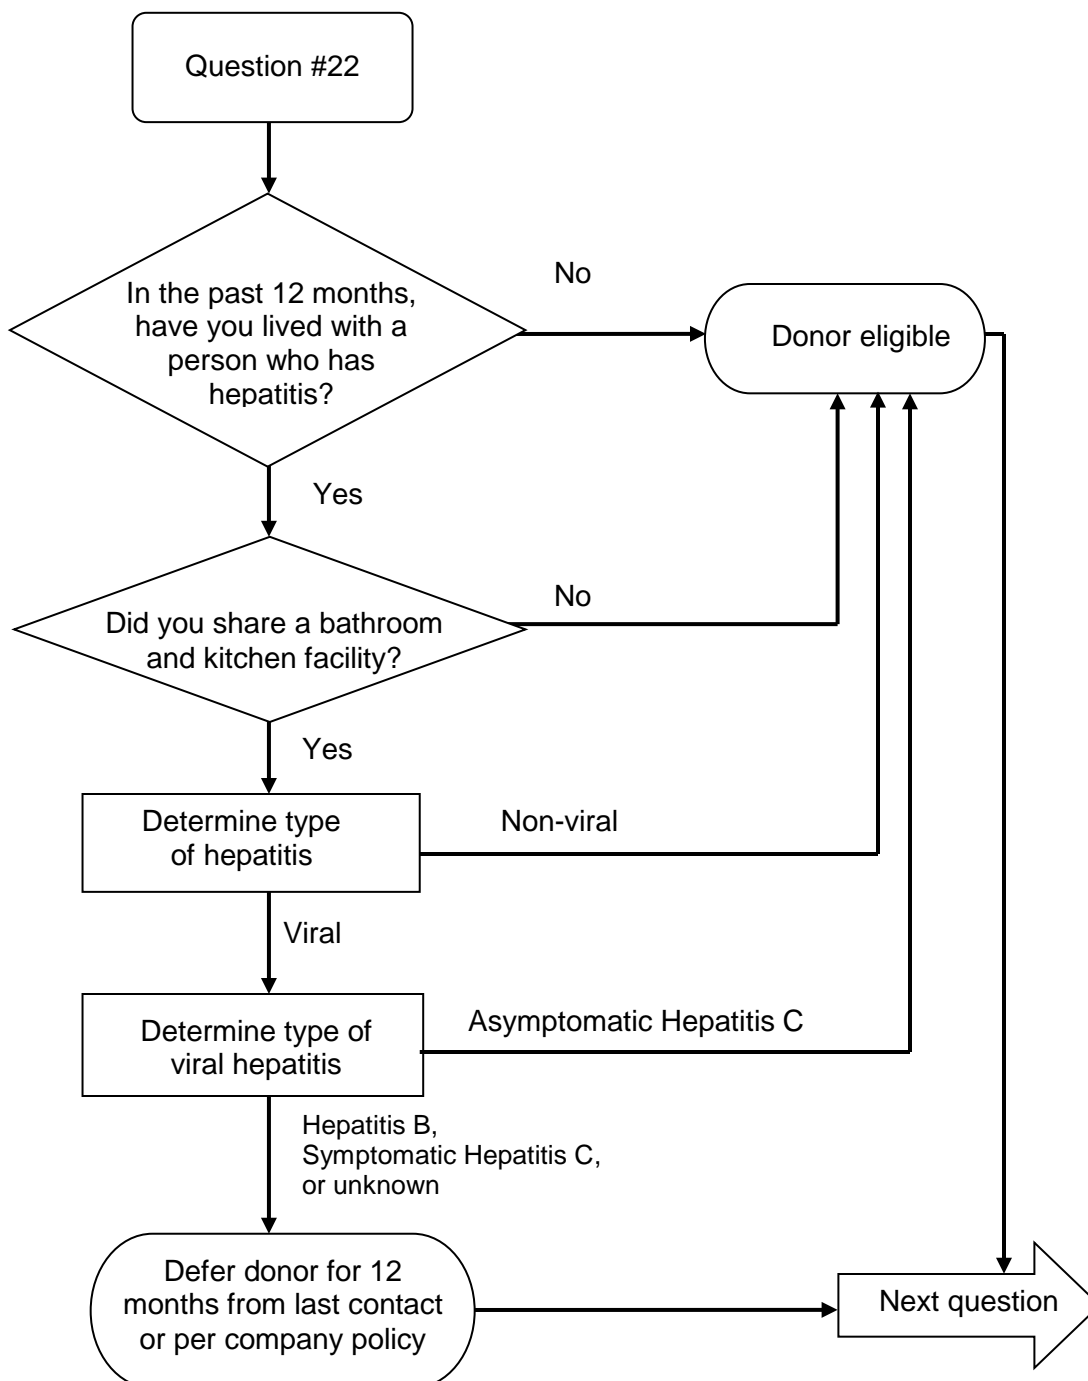 Question #22
In the past 12 months,
have you lived with a
person who has
hepatitis?
No
Donor eligible
Yes
Did you share a bathroom
and kitchen facility?
No
Yes
Determine type
of hepatitis
Non-viral
Viral
Determine type of
viral hepatitis
Asymptomatic Hepatitis C
Hepatitis B,
Symptomatic Hepatitis C,
or unknown
Defer donor for 12
months from last contact
or per company policy
Next question